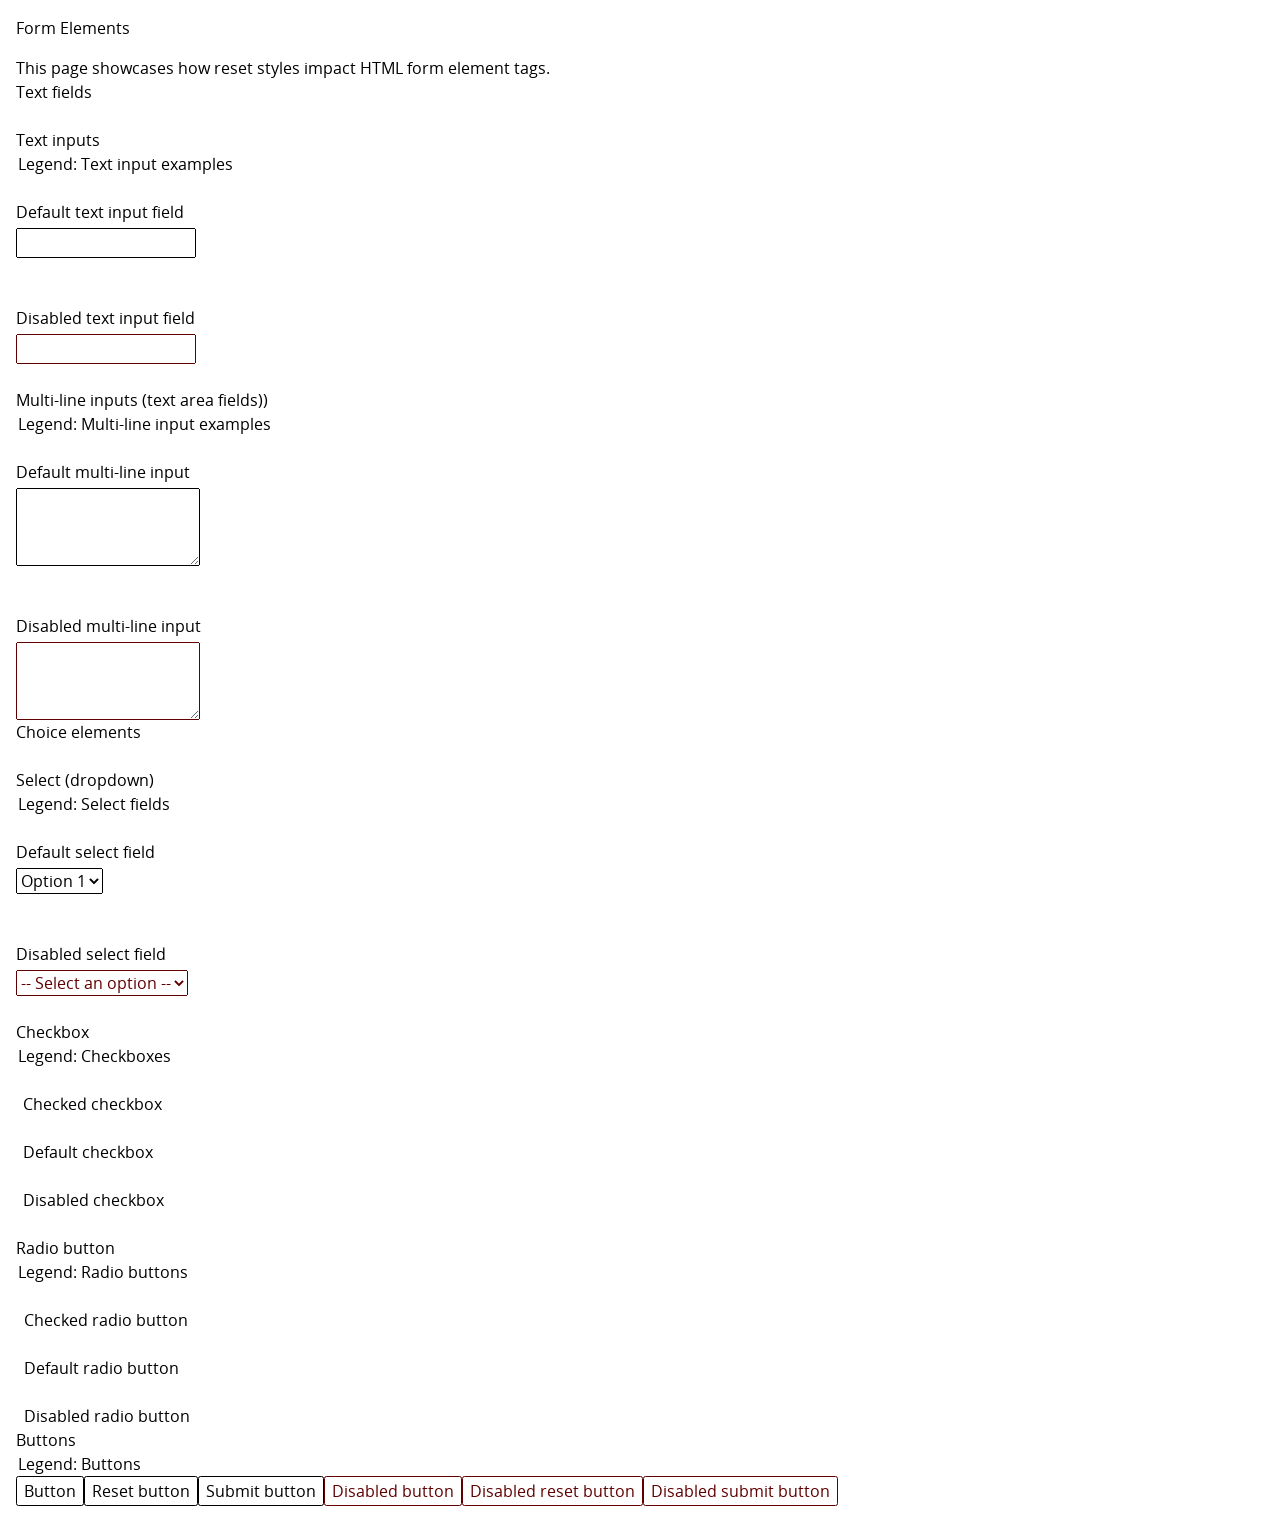 Form Elements
This page showcases how reset styles impact HTML form element tags.
Text fields
Text inputs
Legend: Text input examples
Default text input field
Disabled text input field
Multi-line inputs (text area fields))
Legend: Multi-line input examples
Default multi-line input
Disabled multi-line input
Choice elements
Select (dropdown)
Legend: Select fields
Default select field
Option 1
Disabled select field
-- Select an option --
Checkbox
Legend: Checkboxes
Checked checkbox
Default checkbox
Disabled checkbox
Radio button
Legend: Radio buttons
Checked radio button
Default radio button
Disabled radio button
Buttons
Legend: Buttons
Button Reset button Submit button Disabled button Disabled reset button Disabled submit button